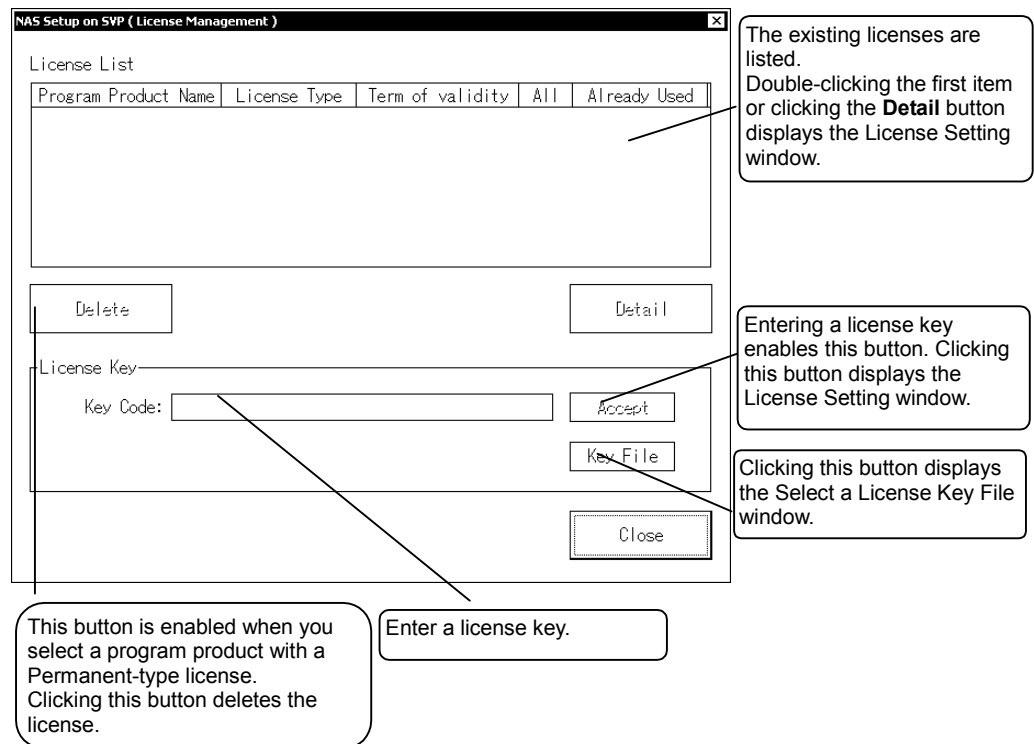 NAS Setup on SVP ( License Management )
License List
Program Product Name License Type Term of validity All Already Used
Delete
Detail
License Key
Key Code:
Accept
Key File
Close
The existing licenses are
listed.
Double-clicking the first item
or clicking the Detail button
displays the License Setting
window.
Entering a license key
enables this button. Clicking
this button displays the
License Setting window.
Clicking this button displays
the Select a License Key File
window.
This button is enabled when you
select a program product with a
Permanent-type license.
Clicking this button deletes the
license.
Enter a license key.